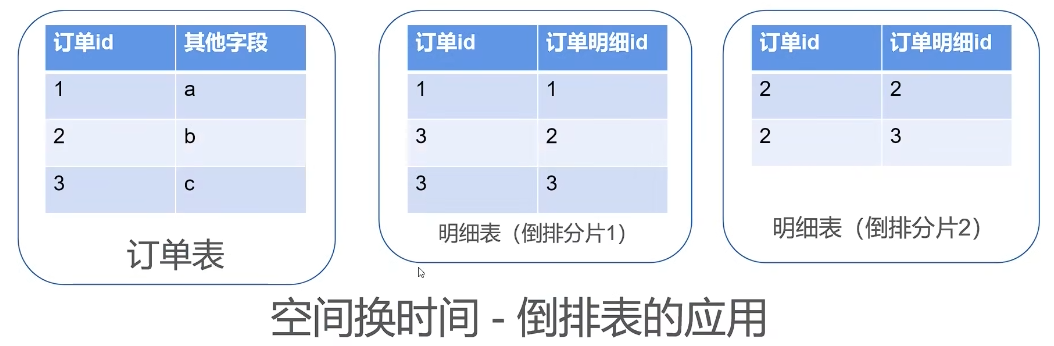 订单id 其他字段
1 a
2 b
3 c
订单表
订单id 订单明细id
1 1
3 2
3 3
明细表（倒排分片1）
订单id 订单明细id
2 2
2 3
明细表（倒排分片2）
空间换时间 - 倒排表的应用